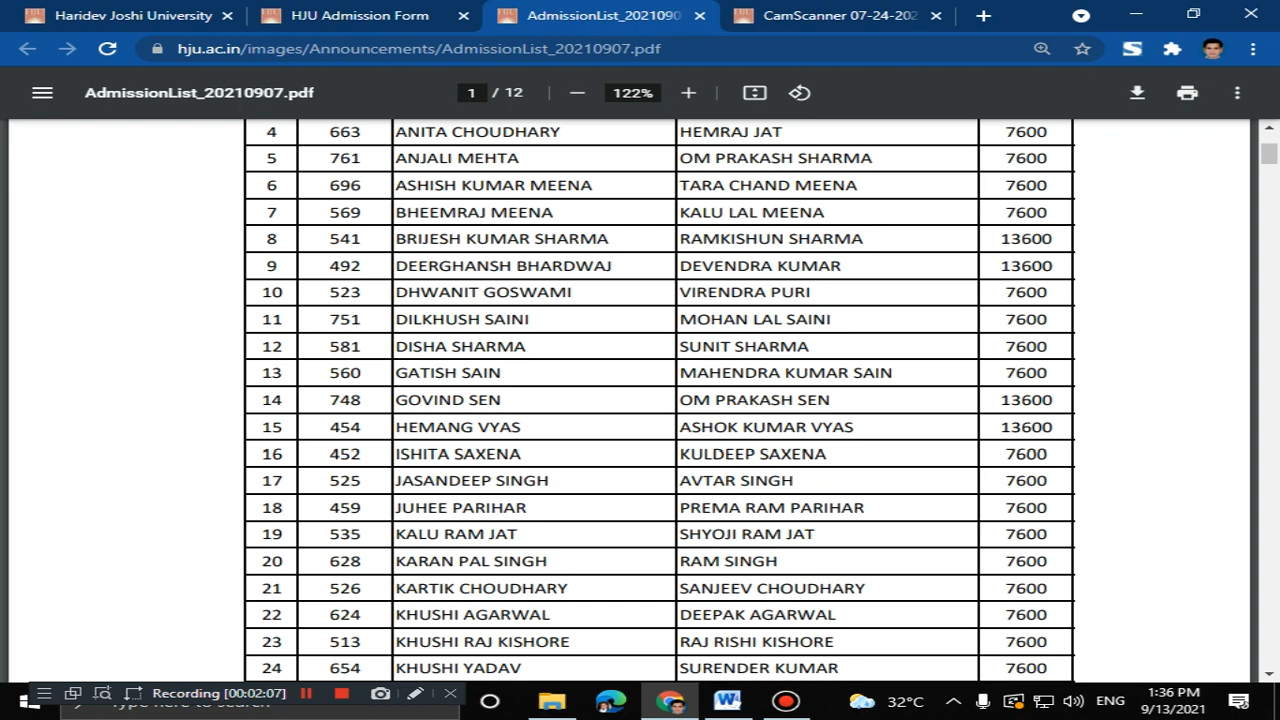 Haridev Joshi University
HJU Admission Form
AdmissionList_20210907
CamScanner 07-24-202
hju.ac.in/images/Announcements/AdmissionList_20210907.pdf
AdmissionList_20210907.pdf 1 / 12 122%
4 663 ANITA CHOUDHARY HEMRAJ JAT 7600
5 761 ANJALI MEHTA OM PRAKASH SHARMA 7600
6 696 ASHISH KUMAR MEENA TARA CHAND MEENA 7600
7 569 BHEEMRAJ MEENA KALU LAL MEENA 7600
8 541 BRIJESH KUMAR SHARMA RAMKISHUN SHARMA 13600
9 492 DEERGHANSH BHARDWAJ DEVENDRA KUMAR 13600
10 523 DHWANIT GOSWAMI VIRENDRA PURI 7600
11 751 DILKHUSH SAINI MOHAN LAL SAINI 7600
12 581 DISHA SHARMA SUNIT SHARMA 7600
13 560 GATISH SAIN MAHENDRA KUMAR SAIN 7600
14 748 GOVIND SEN OM PRAKASH SEN 13600
15 454 HEMANG VYAS ASHOK KUMAR VYAS 13600
16 452 ISHITA SAXENA KULDEEP SAXENA 7600
17 525 JASANDEEP SINGH AVTAR SINGH 7600
18 459 JUHEE PARIHAR PREMA RAM PARIHAR 7600
19 535 KALU RAM JAT SHYOJI RAM JAT 7600
20 628 KARAN PAL SINGH RAM SINGH 7600
21 526 KARTIK CHOUDHARY SANJEEV CHOUDHARY 7600
22 624 KHUSHI AGARWAL DEEPAK AGARWAL 7600
23 513 KHUSHI RAJ KISHORE RAJ RISHI KISHORE 7600
24 654 KHUSHI YADAV SURENDER KUMAR 7600
Recording [00:02:07]
Type here to search
32°C
ENG
1:36 PM
9/13/2021